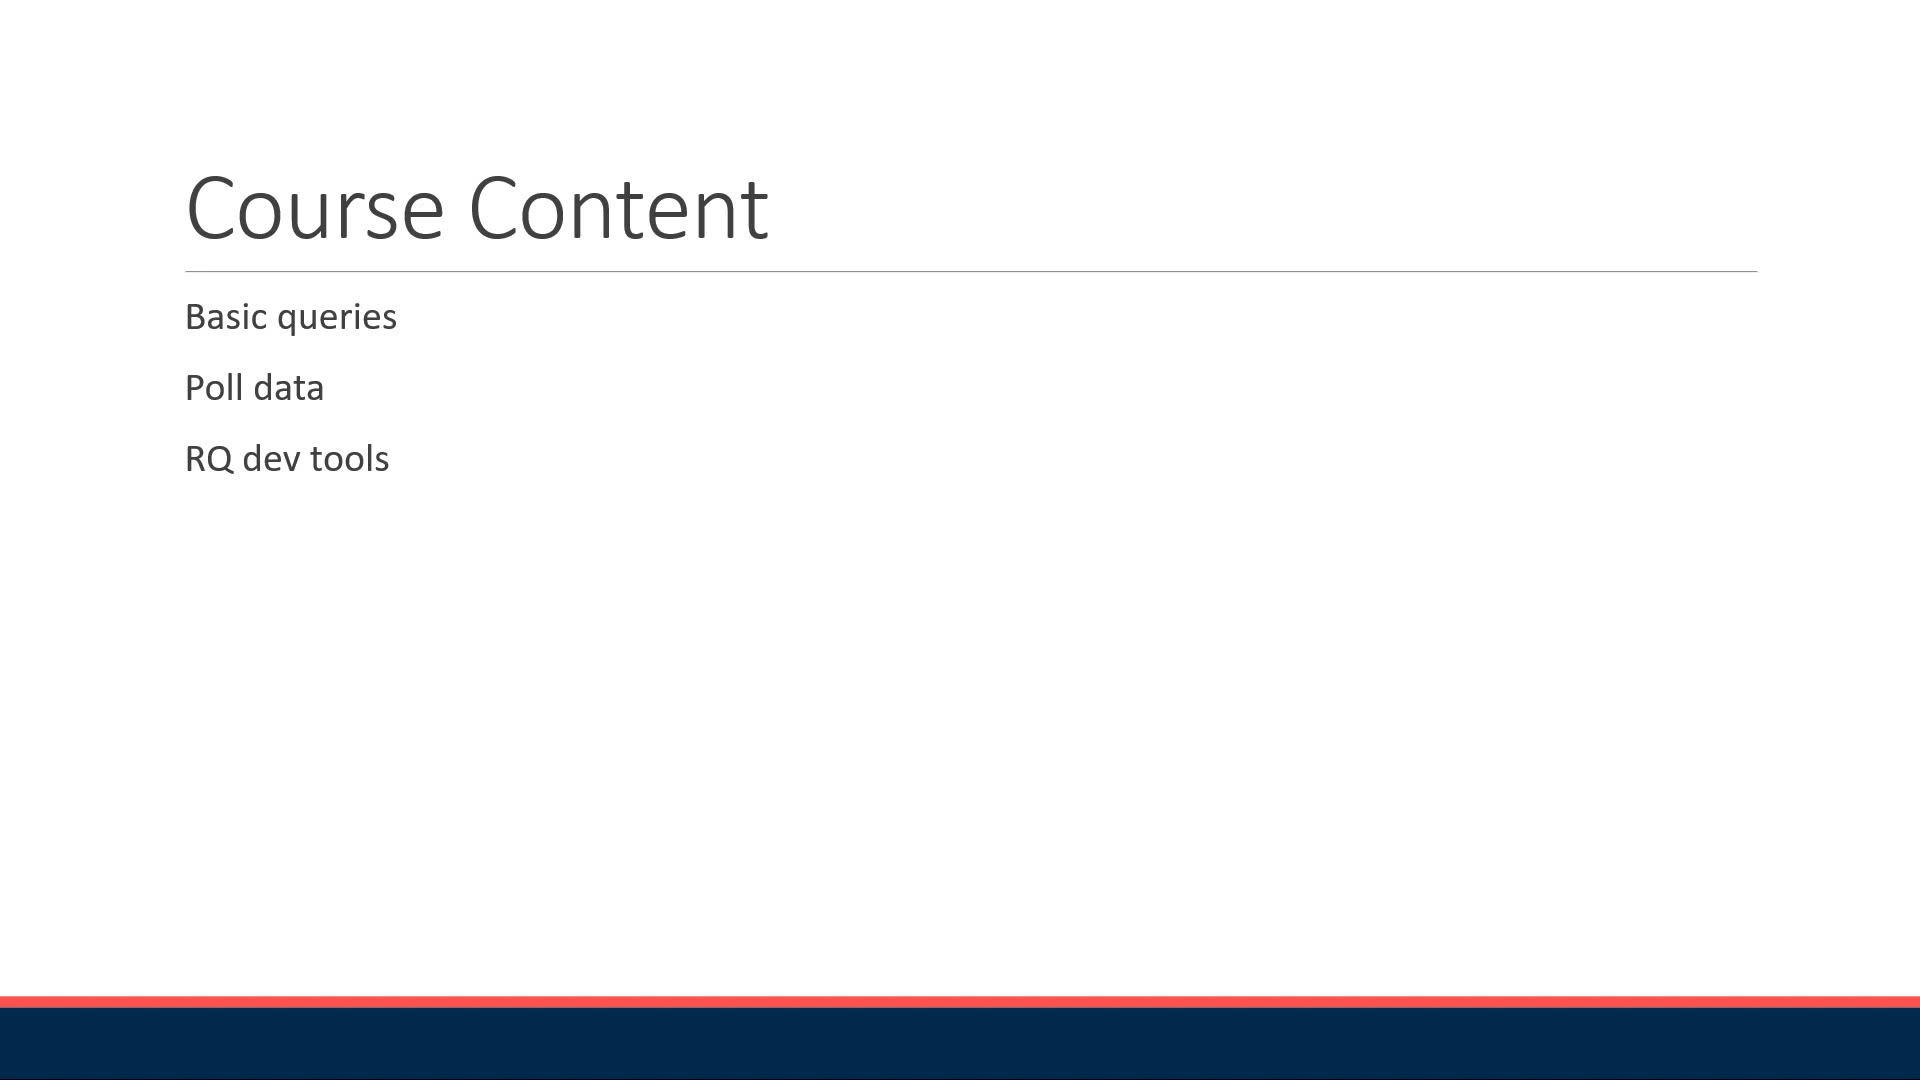 Course Content
Basic queries
Poll data
RQ dev tools